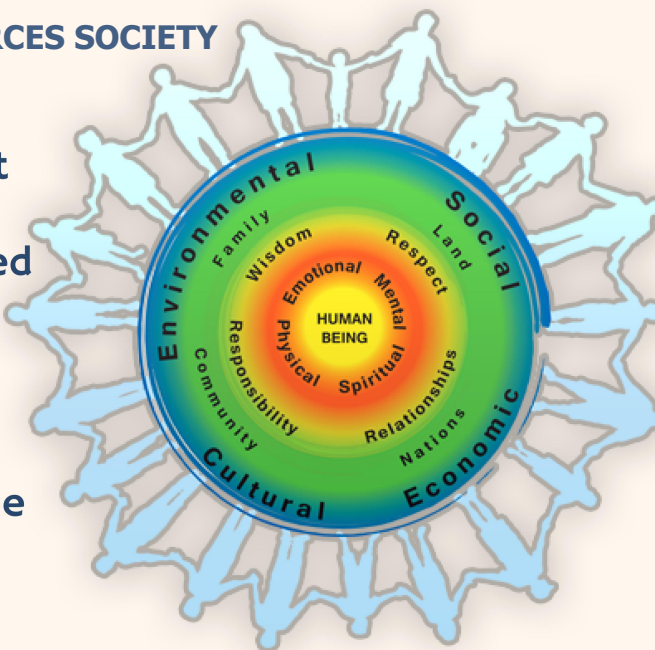 RCES SOCIETY
t
ed
e
Environmental
Social
Economic
Cultural
Family
Land
Nations
Community
Wisdom
Respect
Relationships
Responsibility
Emotional
Mental
Spiritual
Physical
HUMAN
BEING